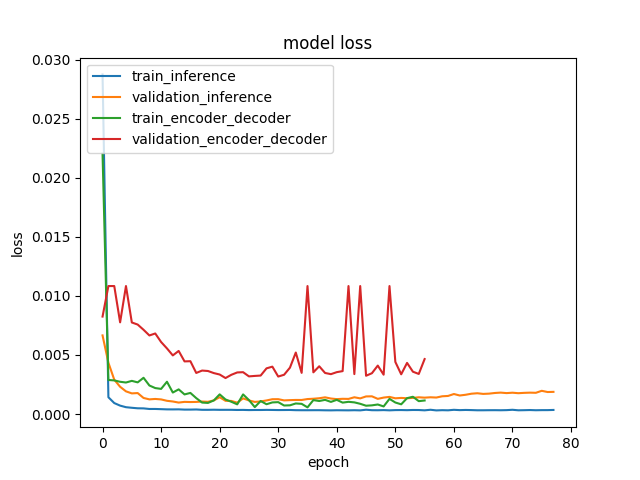 model loss
train_inference
validation_inference
train_encoder_decoder
validation_encoder_decoder
loss
0.030
0.025
0.020
0.015
0.010
0.005
0.000
0 10 20 30 40 50 60 70 80
epoch